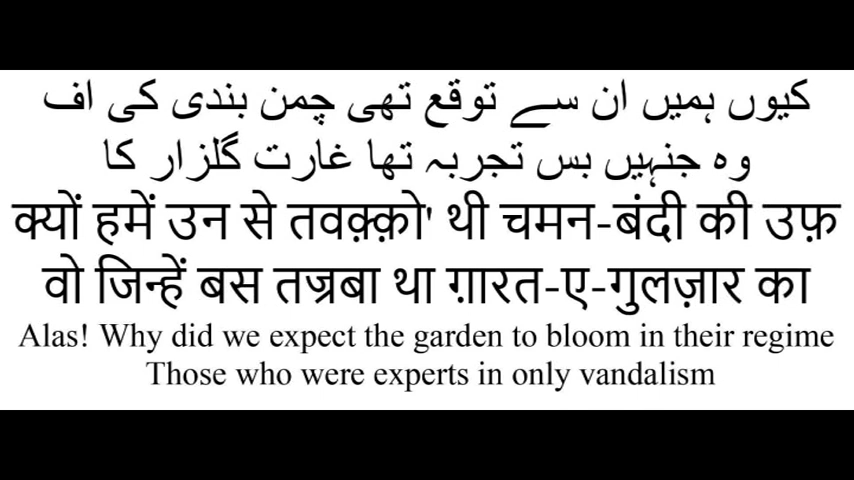 کیوں ہمیں ان سے توقع تھی چمن بندی کی اف
وہ جنہیں بس تجربہ تھا غارت گلزار کا
क्यों हमें उन से तवक़्क़ो' थी चमन-बंदी की उफ़
वो जिन्हें बस तज्रबा था ग़ारत-ए-गुलज़ार का
Alas! Why did we expect the garden to bloom in their regime
Those who were experts in only vandalism